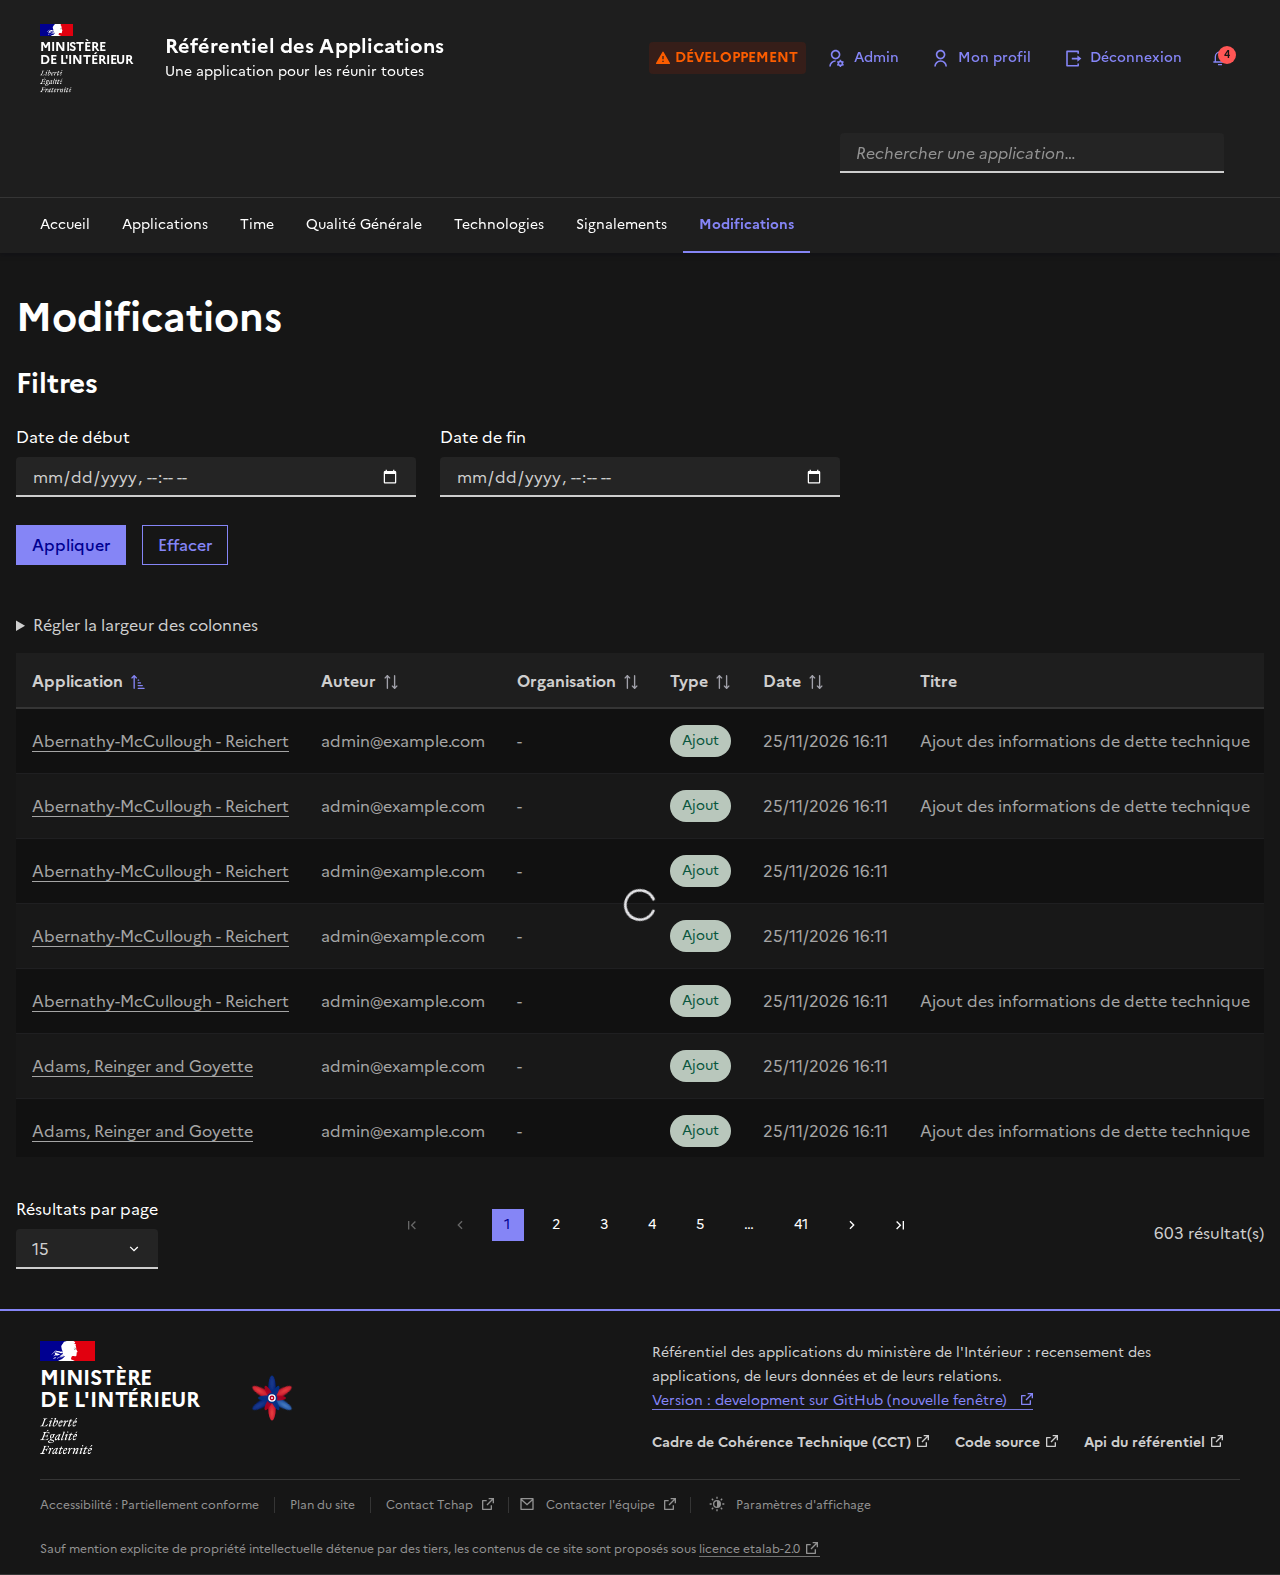 MINISTÈRE
DE L'INTÉRIEUR
Liberté
Égalité
Fraternité
Référentiel des Applications
Une application pour les réunir toutes
DÉVELOPPEMENT
Admin
Mon profil
Déconnexion
4
Rechercher une application...
Accueil
Applications
Time
Qualité Générale
Technologies
Signalements
Modifications
Modifications
Filtres
Date de début
Date de fin
mm/dd/yyyy, --:-- --
mm/dd/yyyy, --:-- --
Appliquer
Effacer
Régler la largeur des colonnes
Application Auteur Organisation Type Date Titre
Abernathy-McCullough - Reichert admin@example.com - Ajout 25/11/2026 16:11 Ajout des informations de dette technique
Abernathy-McCullough - Reichert admin@example.com - Ajout 25/11/2026 16:11 Ajout des informations de dette technique
Abernathy-McCullough - Reichert admin@example.com - Ajout 25/11/2026 16:11
Abernathy-McCullough - Reichert admin@example.com - Ajout 25/11/2026 16:11
Abernathy-McCullough - Reichert admin@example.com - Ajout 25/11/2026 16:11 Ajout des informations de dette technique
Adams, Reinger and Goyette admin@example.com - Ajout 25/11/2026 16:11
Adams, Reinger and Goyette admin@example.com - Ajout 25/11/2026 16:11 Ajout des informations de dette technique
Résultats par page
15
1 2 3 4 5 ... 41
603 résultat(s)
MINISTÈRE
DE L'INTÉRIEUR
Liberté
Égalité
Fraternité
Référentiel des applications du ministère de l'Intérieur : recensement des
applications, de leurs données et de leurs relations.
Version : development sur GitHub (nouvelle fenêtre)
Cadre de Cohérence Technique (CCT)
Code source
Api du référentiel
Accessibilité : Partiellement conforme
Plan du site
Contact Tchap
Contacter l'équipe
Paramètres d'affichage
Sauf mention explicite de propriété intellectuelle détenue par des tiers, les contenus de ce site sont proposés sous licence etalab-2.0